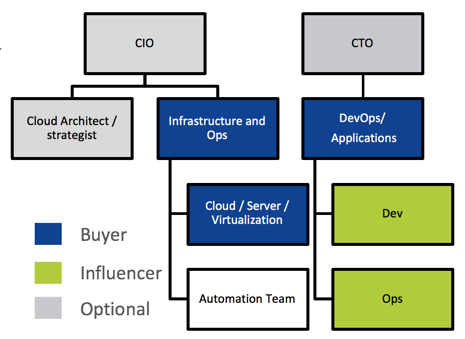 CIO
CTO
Cloud Architect /
strategist
Infrastructure and
Ops
DevOps/
Applications
Cloud / Server /
Virtualization
Dev
Automation Team
Ops
Buyer
Influencer
Optional